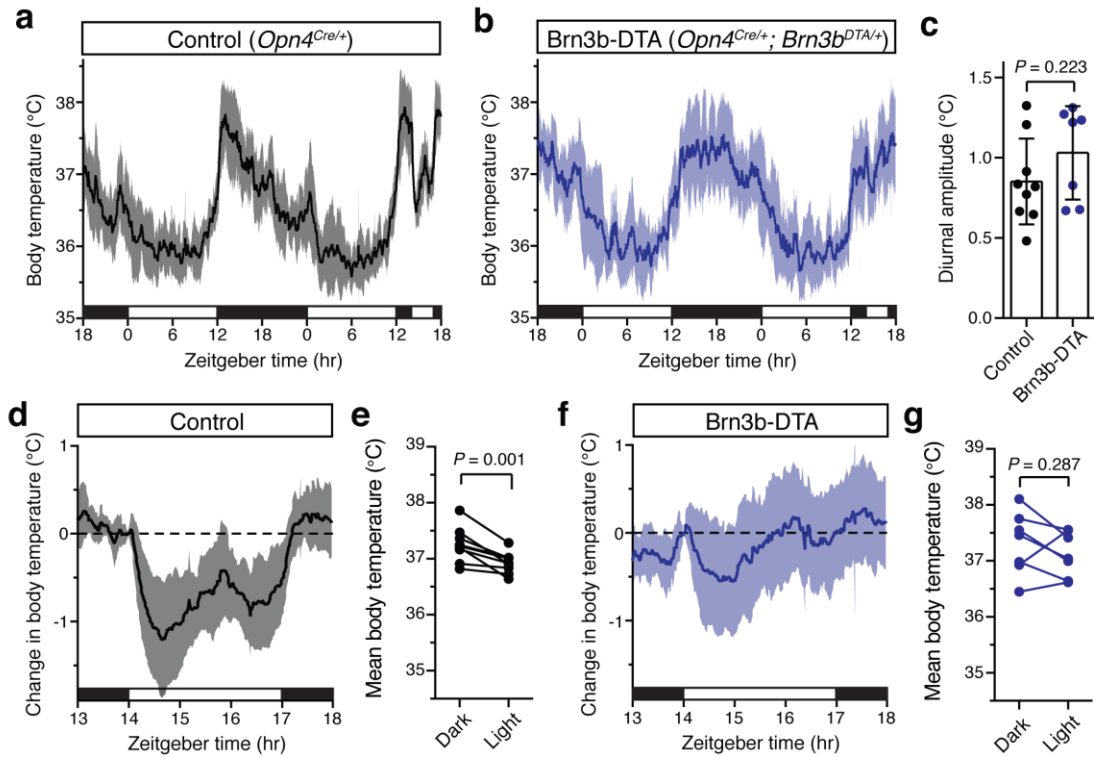 a
Control (Opn4Cre/+)
Body temperature (°C)
38
37
36
35
18 0 6 12 18 0 6 12 18
Zeitgeber time (hr)
b
Brn3b-DTA (Opn4Cre/+; Brn3bDTA/+)
Body temperature (°C)
38
37
36
35
18 0 6 12 18 0 6 12 18
Zeitgeber time (hr)
c
P = 0.223
Diurnal amplitude (°C)
1.5
1.0
0.5
0.0
Control
Brn3b-DTA
d
Control
Change in body temperature (°C)
1
0
-1
13 14 15 16 17 18
Zeitgeber time (hr)
e
P = 0.001
Mean body temperature (°C)
39
38
37
36
35
Dark
Light
f
Brn3b-DTA
Change in body temperature (°C)
1
0
-1
13 14 15 16 17 18
Zeitgeber time (hr)
g
P = 0.287
Mean body temperature (°C)
39
38
37
36
35
Dark
Light